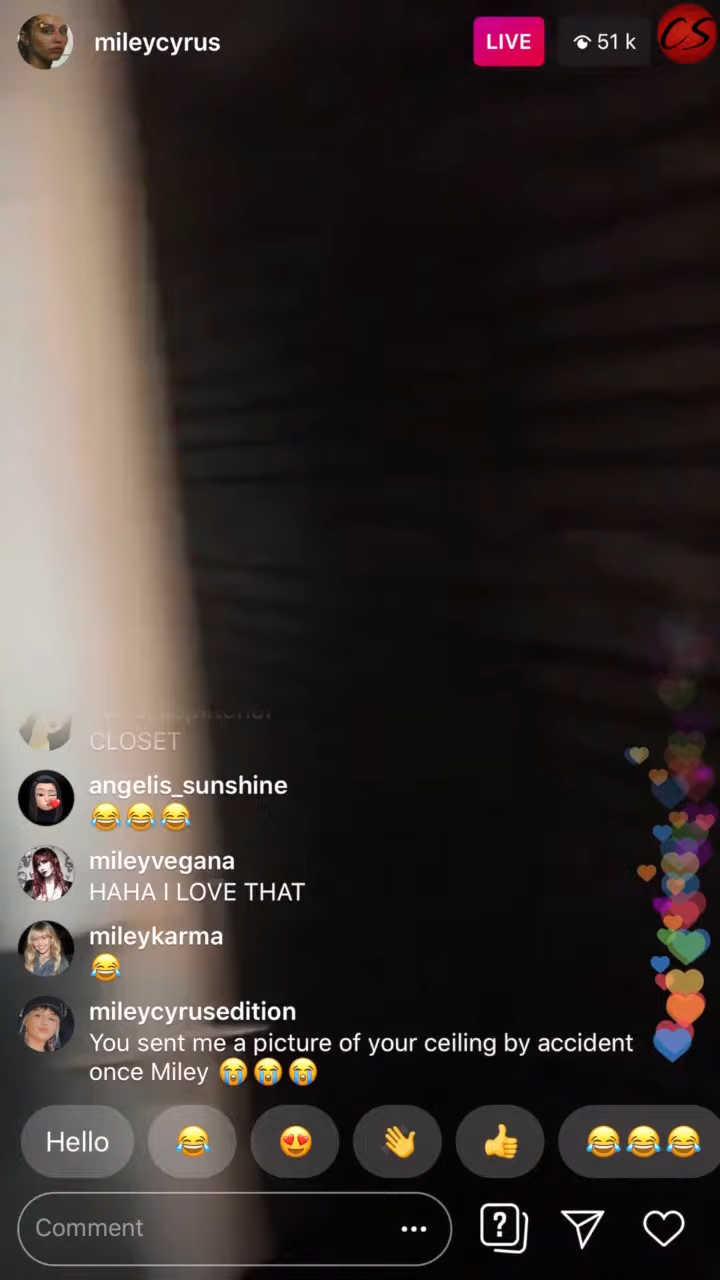 mileycyrus
LIVE
51 k
CS
CLOSET
angelis_sunshine
😂😂😂
mileyvegana
HAHA I LOVE THAT
mileykarma
😂
mileycyrusedition
You sent me a picture of your ceiling by accident
once Miley 😭😭😭
Hello
😂
😍
👋
👍
😂😂😂
Comment